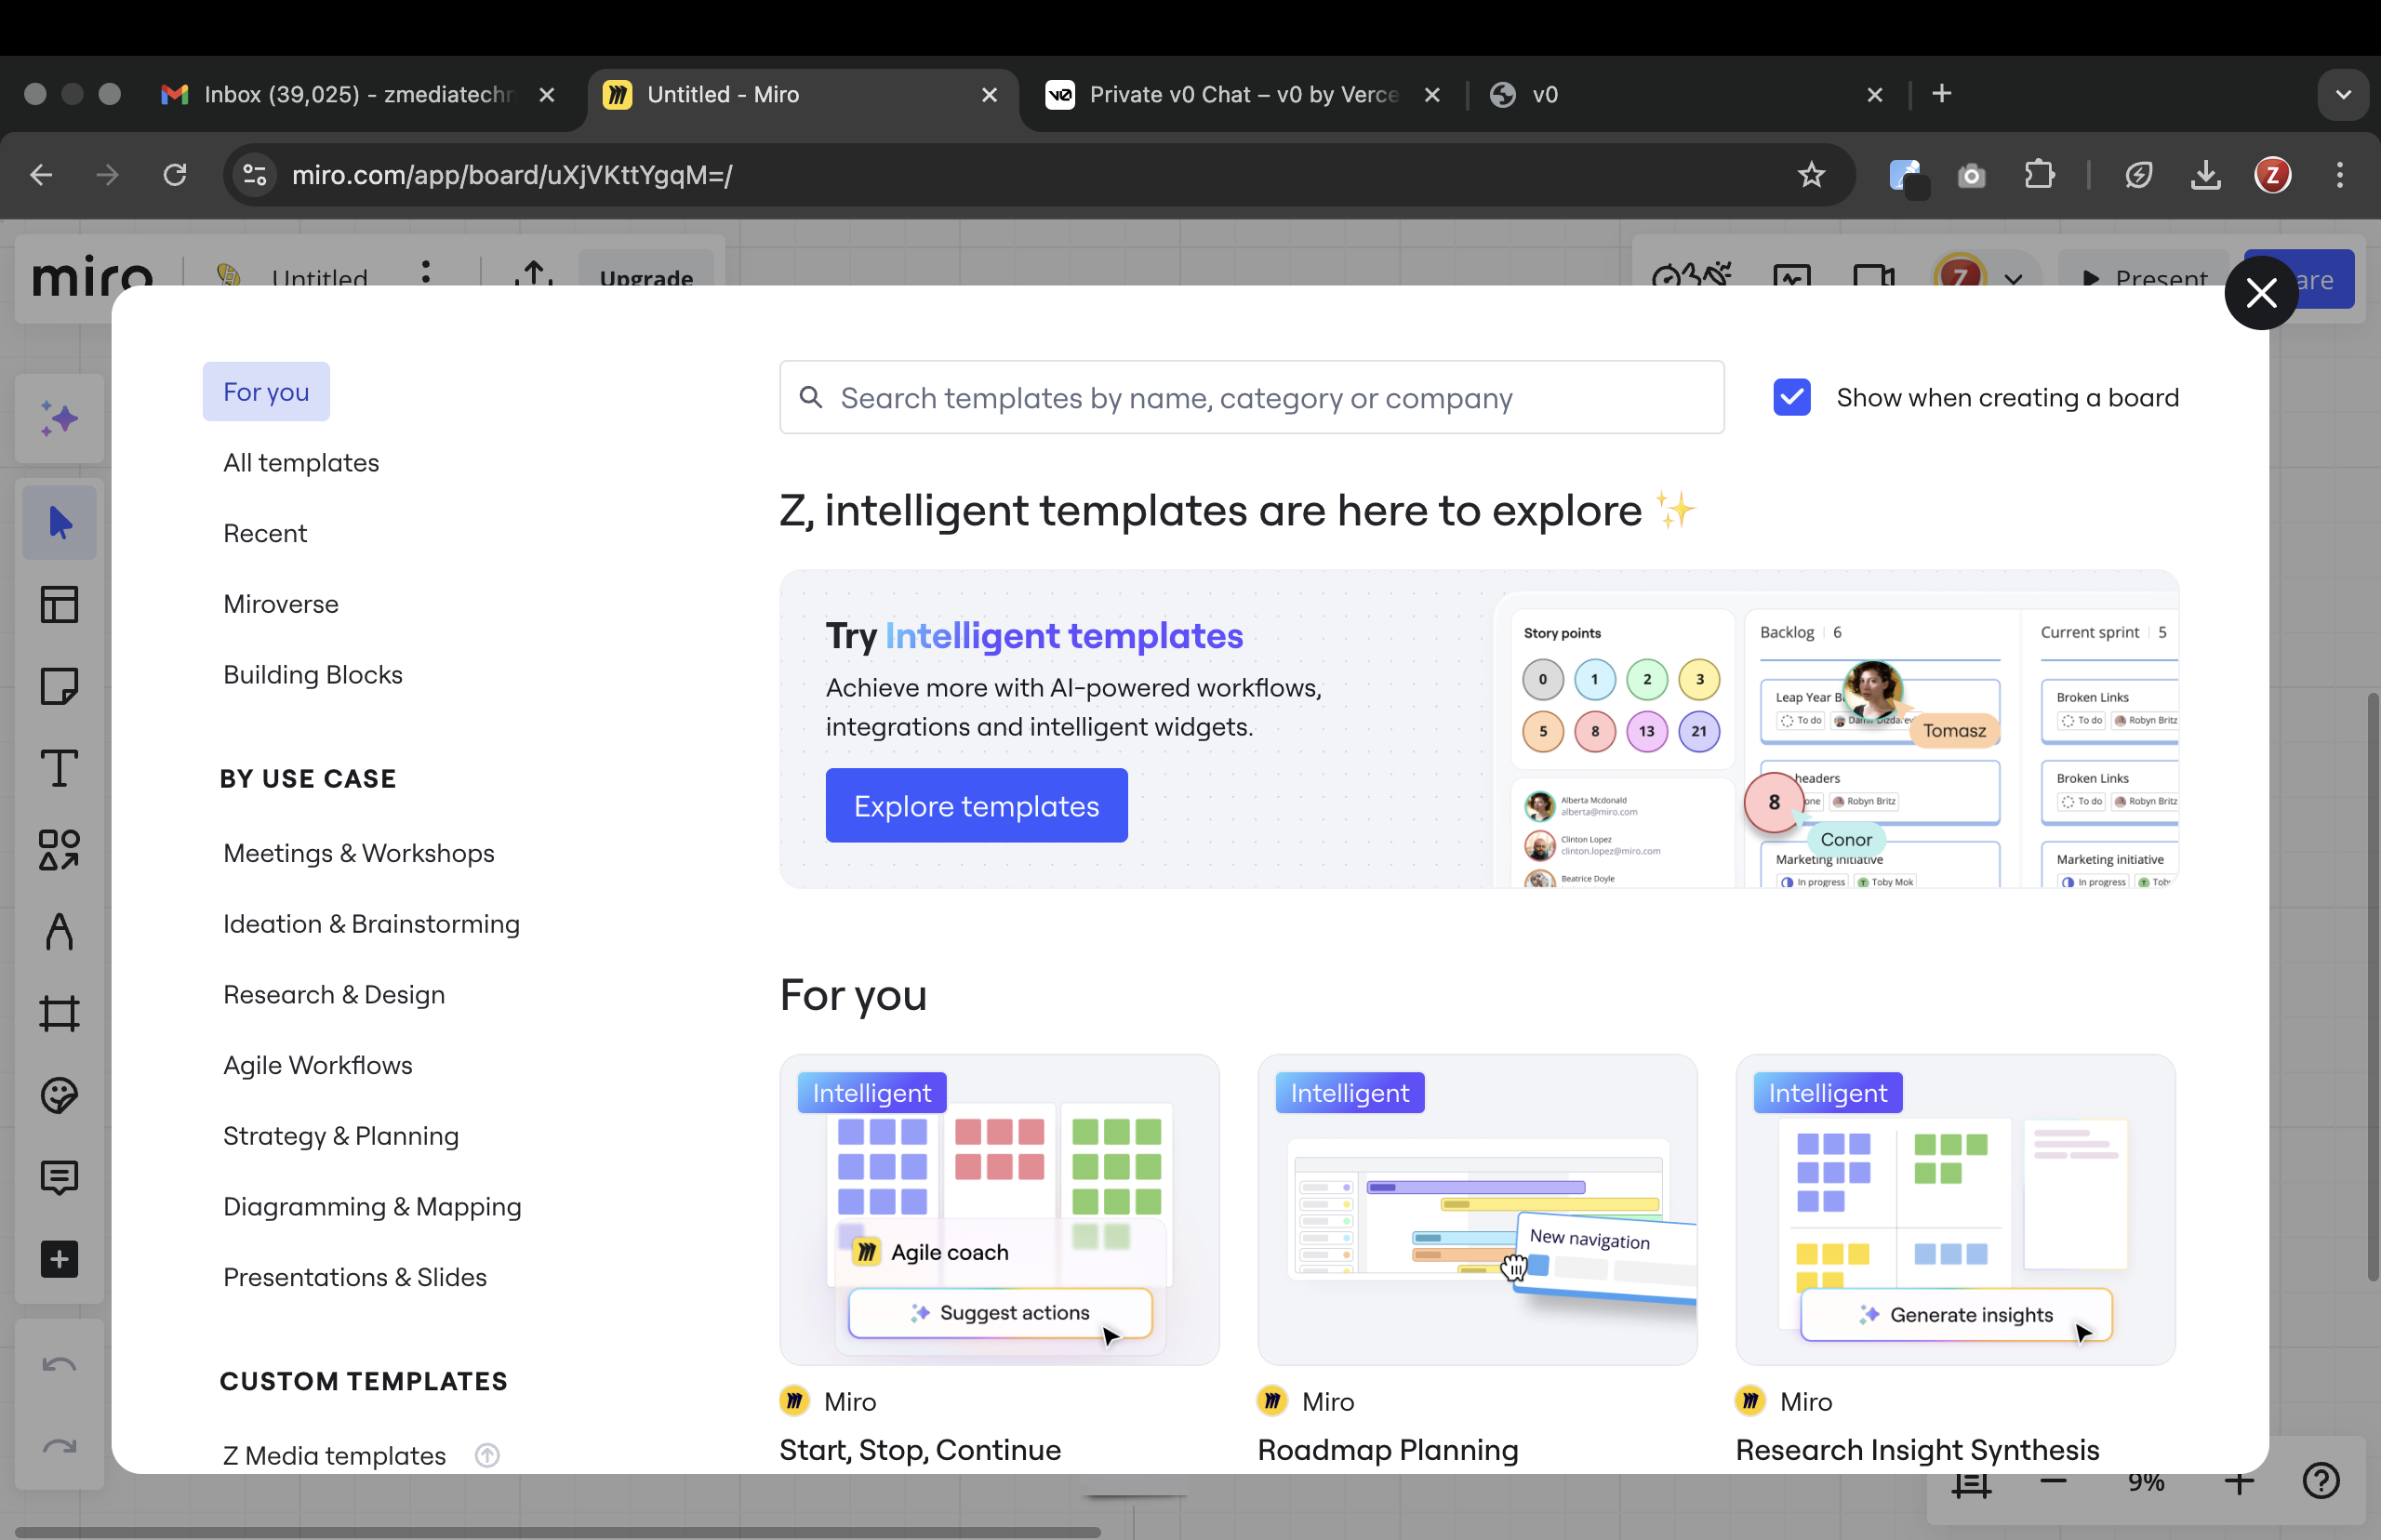 Inbox (39,025) - zmediatechn
Untitled - Miro
Private v0 Chat – v0 by Verce
v0
miro.com/app/board/uXjVKttYgqM=/
Z
miro
Untitled
Upgrade
Z
Present
are
For you
All templates
Recent
Miroverse
Building Blocks
BY USE CASE
Meetings & Workshops
Ideation & Brainstorming
Research & Design
Agile Workflows
Strategy & Planning
Diagramming & Mapping
Presentations & Slides
CUSTOM TEMPLATES
Z Media templates
Search templates by name, category or company
Show when creating a board
Z, intelligent templates are here to explore
Try Intelligent templates
Achieve more with AI-powered workflows,
integrations and intelligent widgets.
Explore templates
Story points
0 1 2 3
5 8 13 21
Alberta Mcdonald
alberta@miro.com
Clinton Lopez
clinton.lopez@miro.com
Beatrice Doyle
Backlog 6
Leap Year B
To do
Tomasz
headers
one Robyn Britz
8
Conor
Marketing initiative
In progress Toby Mok
Current sprint 5
Broken Links
To do Robyn Britz
Broken Links
To do Robyn Britz
Marketing initiative
In progress Toby
For you
Intelligent
Agile coach
Suggest actions
Miro
Start, Stop, Continue
Intelligent
New navigation
Miro
Roadmap Planning
Intelligent
Generate insights
Miro
Research Insight Synthesis
9%